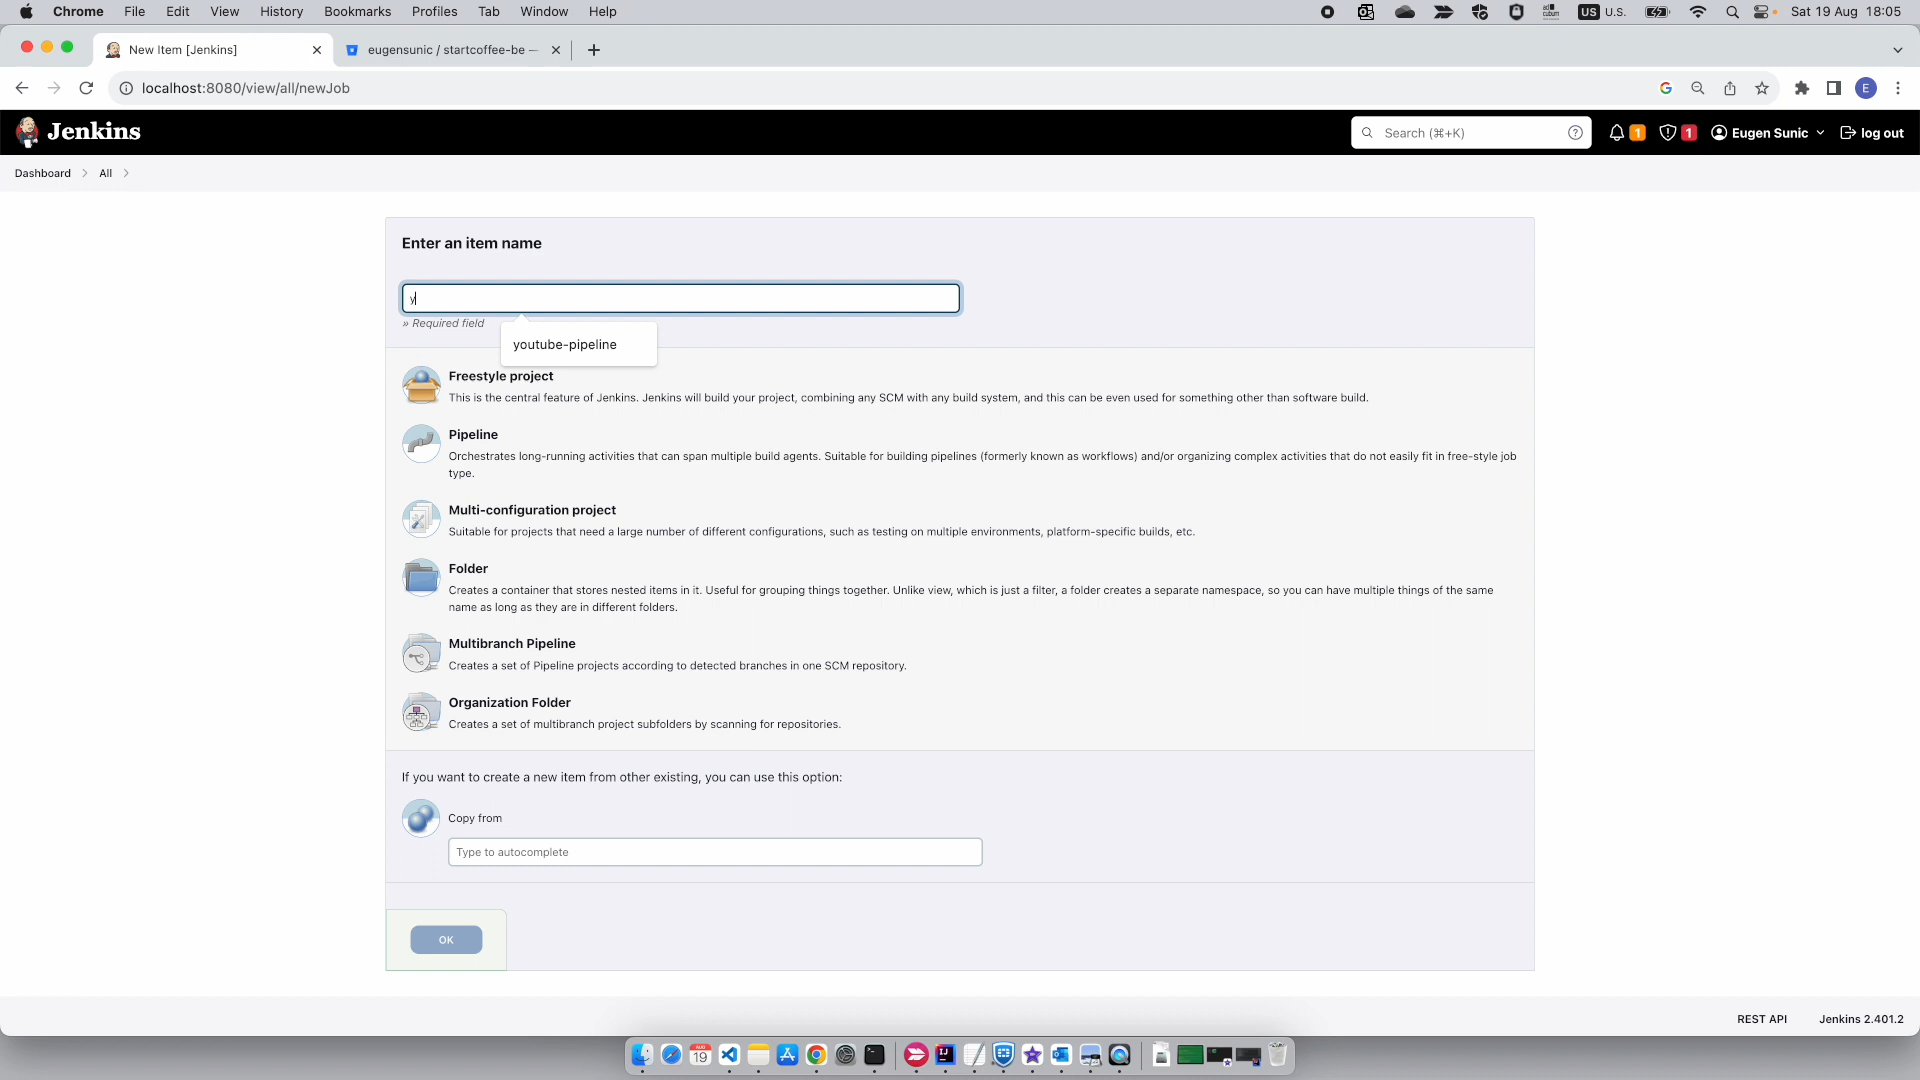 Chrome File Edit View History Bookmarks Profiles Tab Window Help US U.S. Sat 19 Aug 18:05
New Item [Jenkins] eugensunic / startcoffee-be —
localhost:8080/view/all/newJob E
Jenkins Search (⌘+K) 1 1 Eugen Sunic log out
Dashboard All
Enter an item name
y
» Required field
youtube-pipeline
Freestyle project
This is the central feature of Jenkins. Jenkins will build your project, combining any SCM with any build system, and this can be even used for something other than software build.
Pipeline
Orchestrates long-running activities that can span multiple build agents. Suitable for building pipelines (formerly known as workflows) and/or organizing complex activities that do not easily fit in free-style job
type.
Multi-configuration project
Suitable for projects that need a large number of different configurations, such as testing on multiple environments, platform-specific builds, etc.
Folder
Creates a container that stores nested items in it. Useful for grouping things together. Unlike view, which is just a filter, a folder creates a separate namespace, so you can have multiple things of the same
name as long as they are in different folders.
Multibranch Pipeline
Creates a set of Pipeline projects according to detected branches in one SCM repository.
Organization Folder
Creates a set of multibranch project subfolders by scanning for repositories.
If you want to create a new item from other existing, you can use this option:
Copy from
Type to autocomplete
OK
REST API Jenkins 2.401.2
19